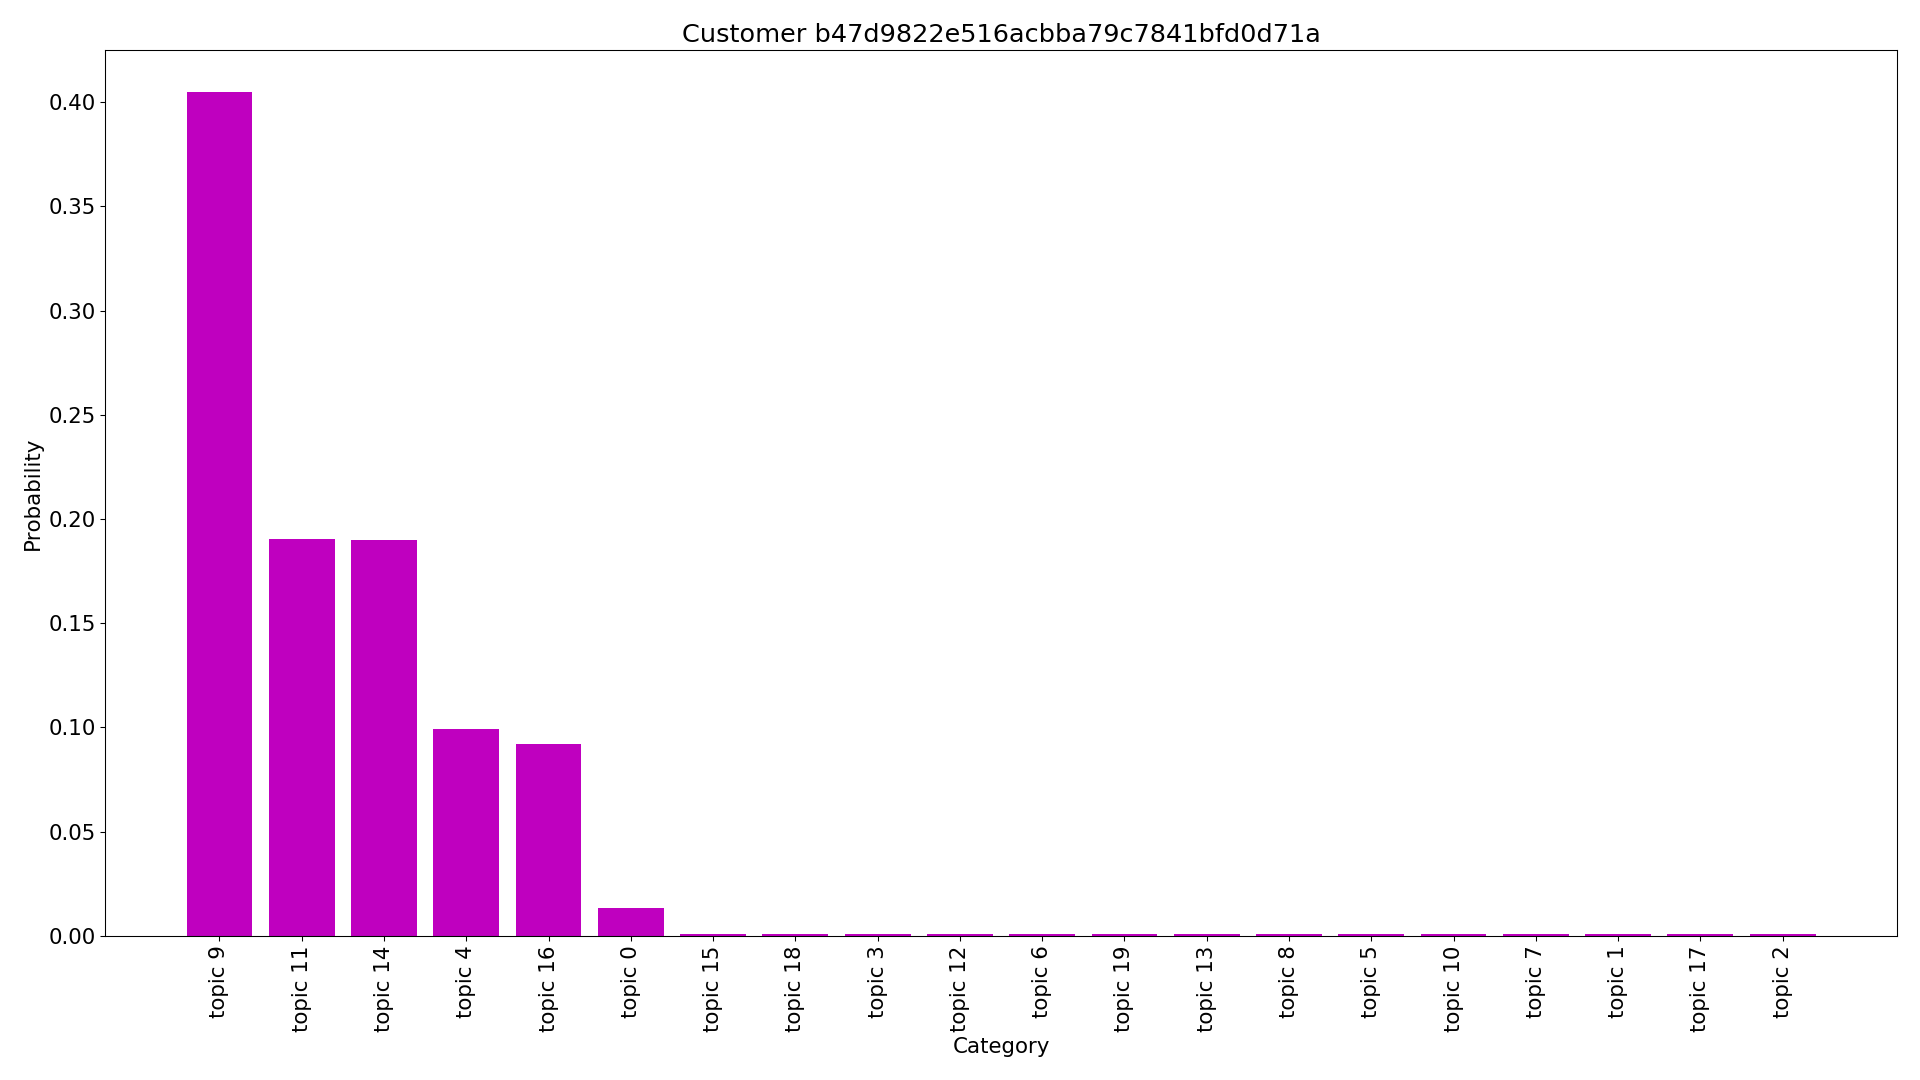 Customer b47d9822e516acbba79c7841bfd0d71a
Probability
0.40
0.35
0.30
0.25
0.20
0.15
0.10
0.05
0.00
topic 9
topic 11
topic 14
topic 4
topic 16
topic 0
topic 15
topic 18
topic 3
topic 12
topic 6
topic 19
topic 13
topic 8
topic 5
topic 10
topic 7
topic 1
topic 17
topic 2
Category